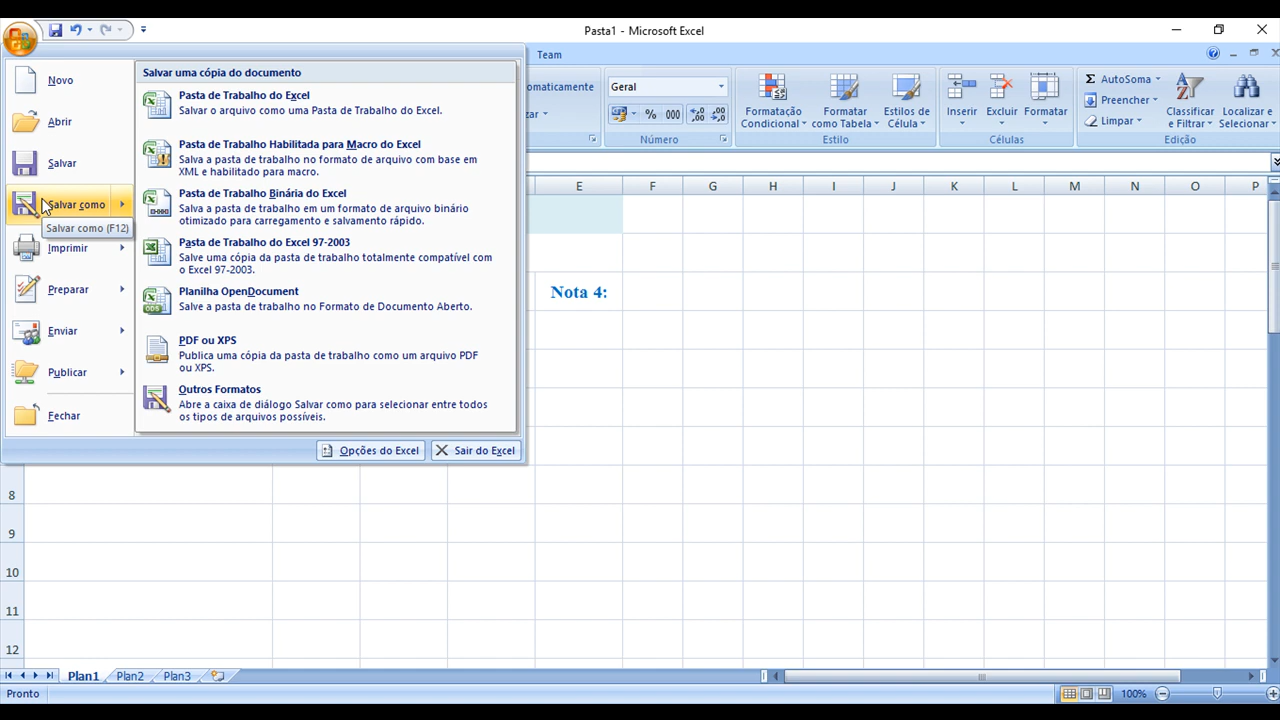 Pasta1 - Microsoft Excel
Team
Novo
Abrir
Salvar
Salvar como
Salvar como (F12)
Imprimir
Preparar
Enviar
Publicar
Fechar
Salvar uma cópia do documento
Pasta de Trabalho do Excel
Salvar o arquivo como uma Pasta de Trabalho do Excel.
Pasta de Trabalho Habilitada para Macro do Excel
Salva a pasta de trabalho no formato de arquivo com base em
XML e habilitado para macro.
Pasta de Trabalho Binária do Excel
Salva a pasta de trabalho em um formato de arquivo binário
otimizado para carregamento e salvamento rápido.
Pasta de Trabalho do Excel 97-2003
Salve uma cópia da pasta de trabalho totalmente compatível com
o Excel 97-2003.
Planilha OpenDocument
Salve a pasta de trabalho no Formato de Documento Aberto.
PDF ou XPS
Publica uma cópia da pasta de trabalho como um arquivo PDF
ou XPS.
Outros Formatos
Abre a caixa de diálogo Salvar como para selecionar entre todos
os tipos de arquivos possíveis.
Opções do Excel
Sair do Excel
omaticamente
ar
Geral
% 000
Número
Formatação
Condicional
Formatar
como Tabela
Estilos de
Célula
Estilo
Inserir
Excluir
Formatar
Células
AutoSoma
Preencher
Limpar
Classificar
e Filtrar
Localizar e
Selecionar
Edição
E F G H I J K L M N O P
Nota 4:
8
9
10
11
12
Plan1 Plan2 Plan3
Pronto
100%